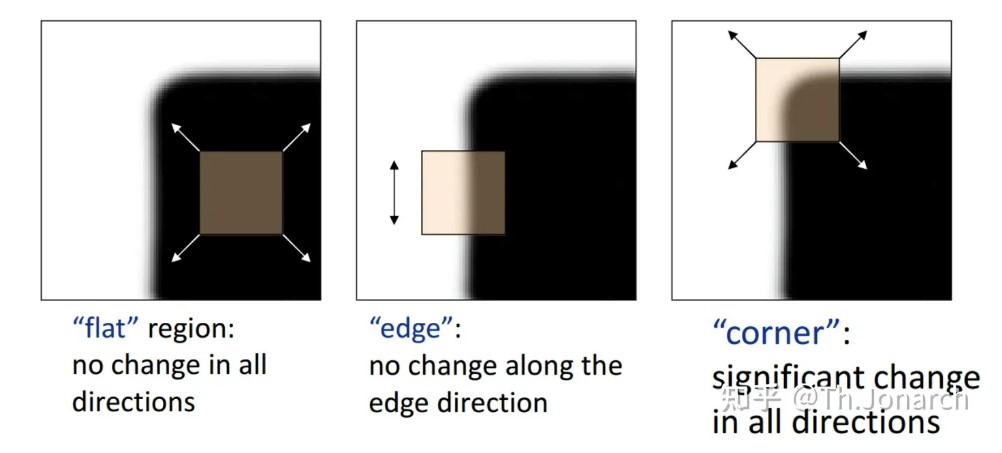 “flat” region:
no change in all
directions
“edge”:
no change along the
edge direction
“corner”:
significant change
in all directions
知乎 @Th.Jonarch